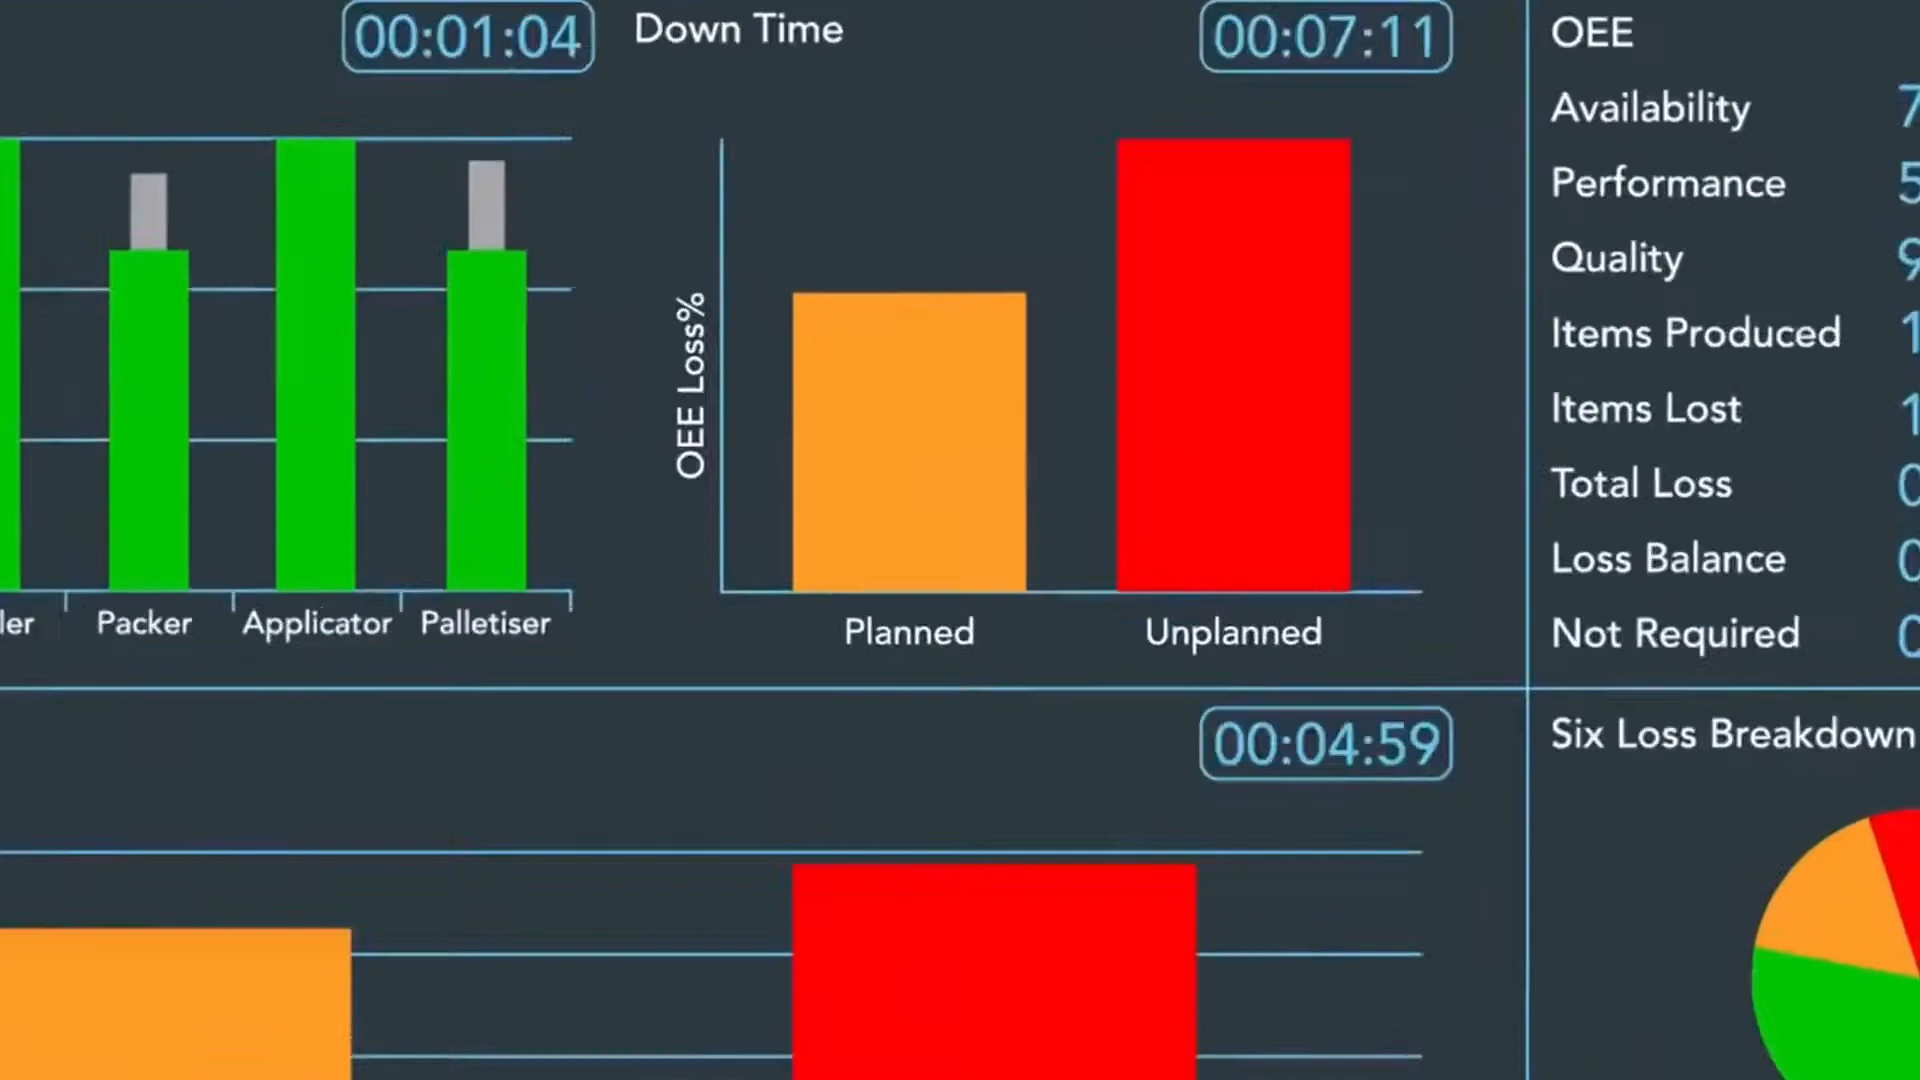 00:01:04
Down Time
00:07:11
OEE Loss%
Planned
Unplanned
Packer
Applicator
Palletiser
OEE
Availability
Performance
Quality
Items Produced
Items Lost
Total Loss
Loss Balance
Not Required
00:04:59
Six Loss Breakdown